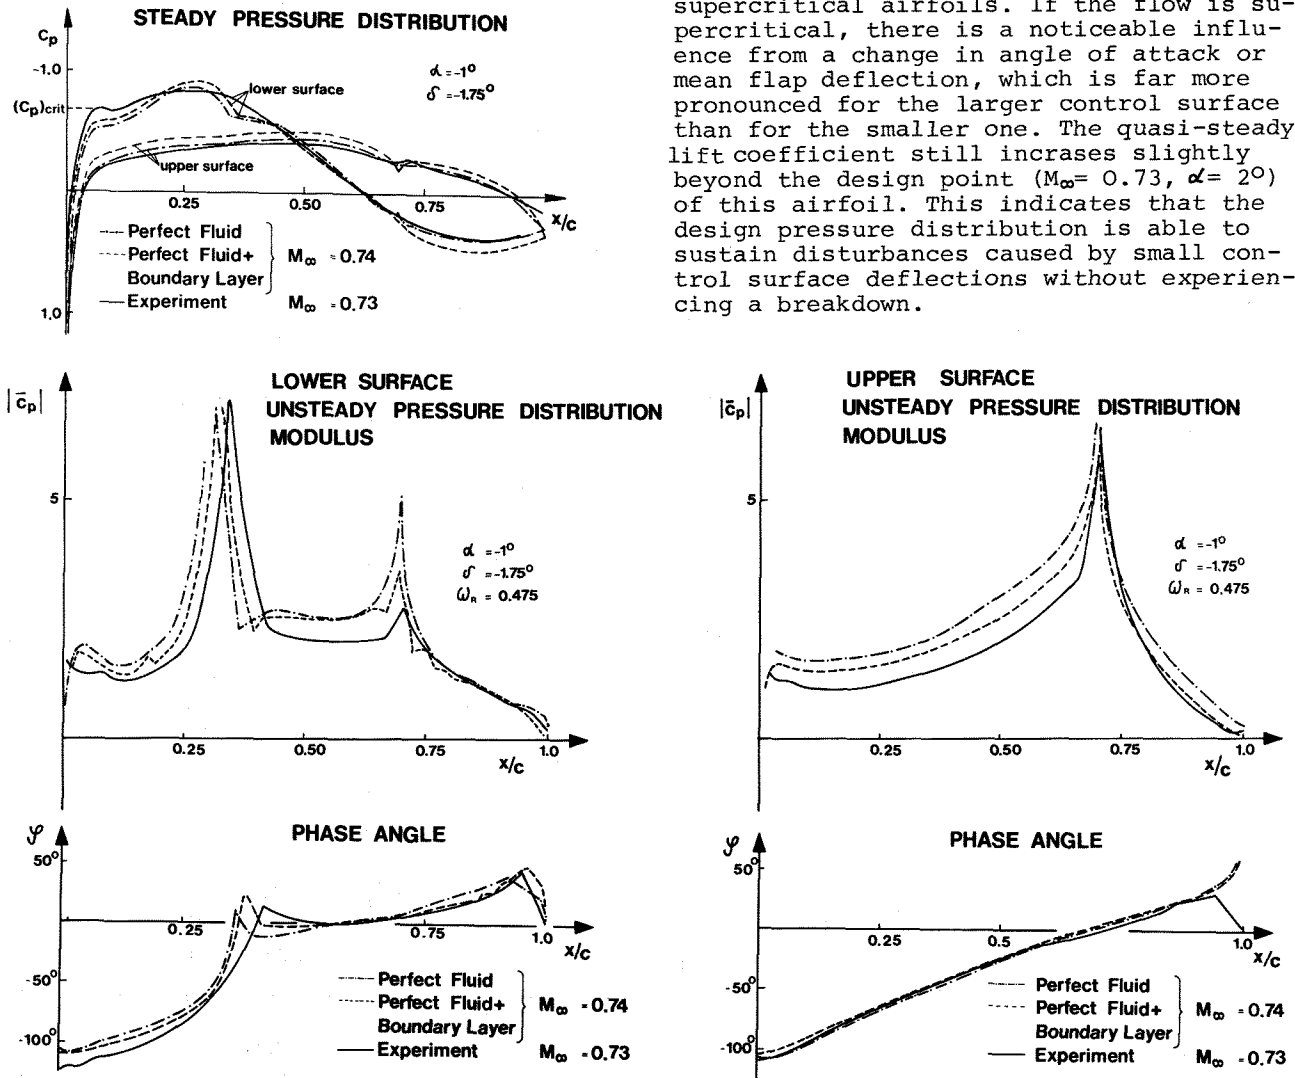 STEADY PRESSURE DISTRIBUTION
Cp
-1.0
(Cp)crit
1.0
α = -1°
δ = -1.75°
lower surface
upper surface
0.25
0.50
0.75
x/c
Perfect Fluid
Perfect Fluid+
Boundary Layer
M∞ = 0.74
Experiment
M∞ = 0.73
supercritical airfoils. If the flow is su-
percritical, there is a noticeable influ-
ence from a change in angle of attack or
mean flap deflection, which is far more
pronounced for the larger control surface
than for the smaller one. The quasi-steady
lift coefficient still incrases slightly
beyond the design point (M∞= 0.73, α= 2°)
of this airfoil. This indicates that the
design pressure distribution is able to
sustain disturbances caused by small con-
trol surface deflections without experien-
cing a breakdown.
LOWER SURFACE
UNSTEADY PRESSURE DISTRIBUTION
MODULUS
|c̄p|
5
α = -1°
δ = -1.75°
ωR = 0.475
0.25
0.50
0.75
1.0
x/c
UPPER SURFACE
UNSTEADY PRESSURE DISTRIBUTION
MODULUS
|c̄p|
5
α = -1°
δ = -1.75°
ωR = 0.475
0.25
0.50
0.75
1.0
x/c
PHASE ANGLE
φ
50°
-50°
-100°
0.25
0.75
1.0
x/c
Perfect Fluid
Perfect Fluid+
Boundary Layer
M∞ = 0.74
Experiment
M∞ = 0.73
PHASE ANGLE
φ
50°
-50°
-100°
0.25
0.5
1.0
x/c
Perfect Fluid
Perfect Fluid+
Boundary Layer
M∞ = 0.74
Experiment
M∞ = 0.73